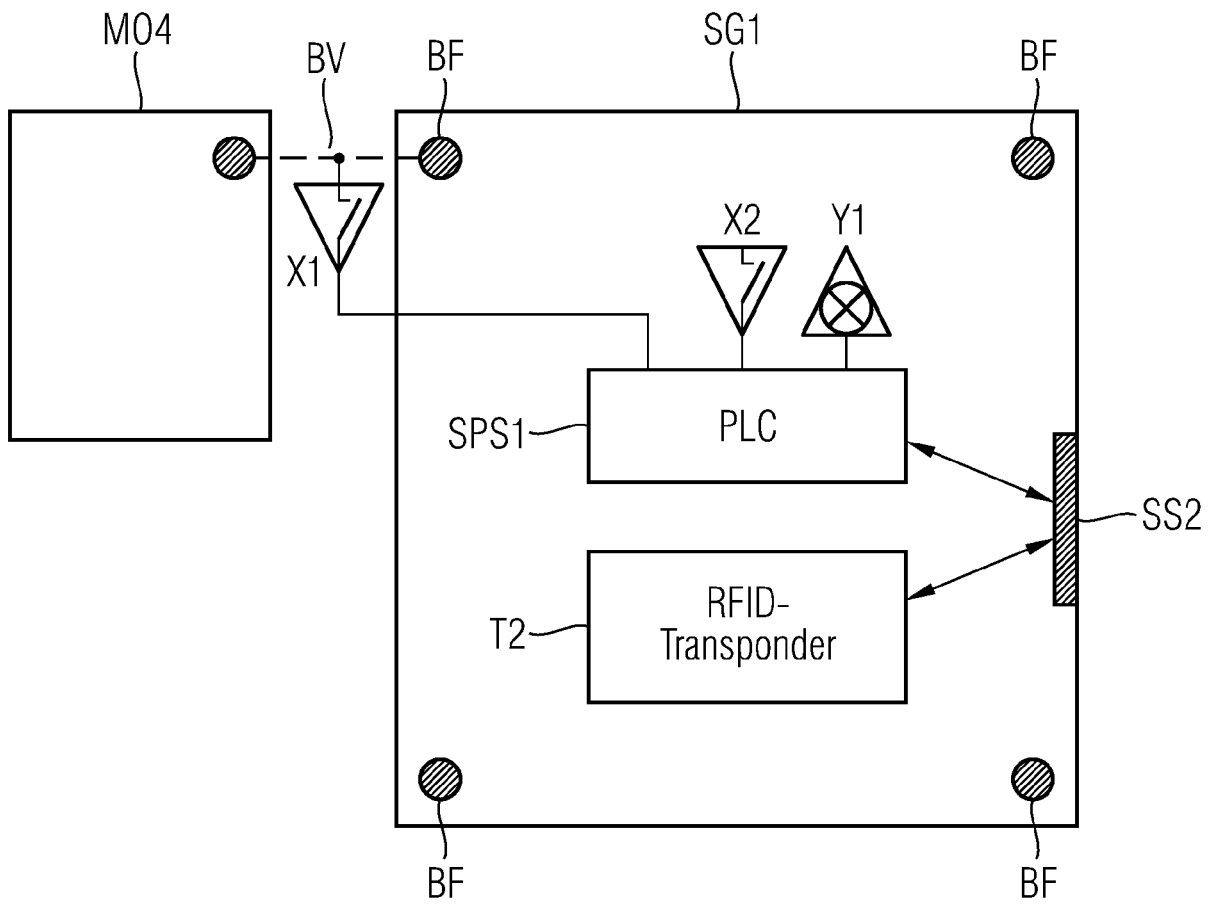 MO4
BV
BF
SG1
BF
X1
X2
Y1
SPS1
PLC
SS2
T2
RFID-
Transponder
BF
BF